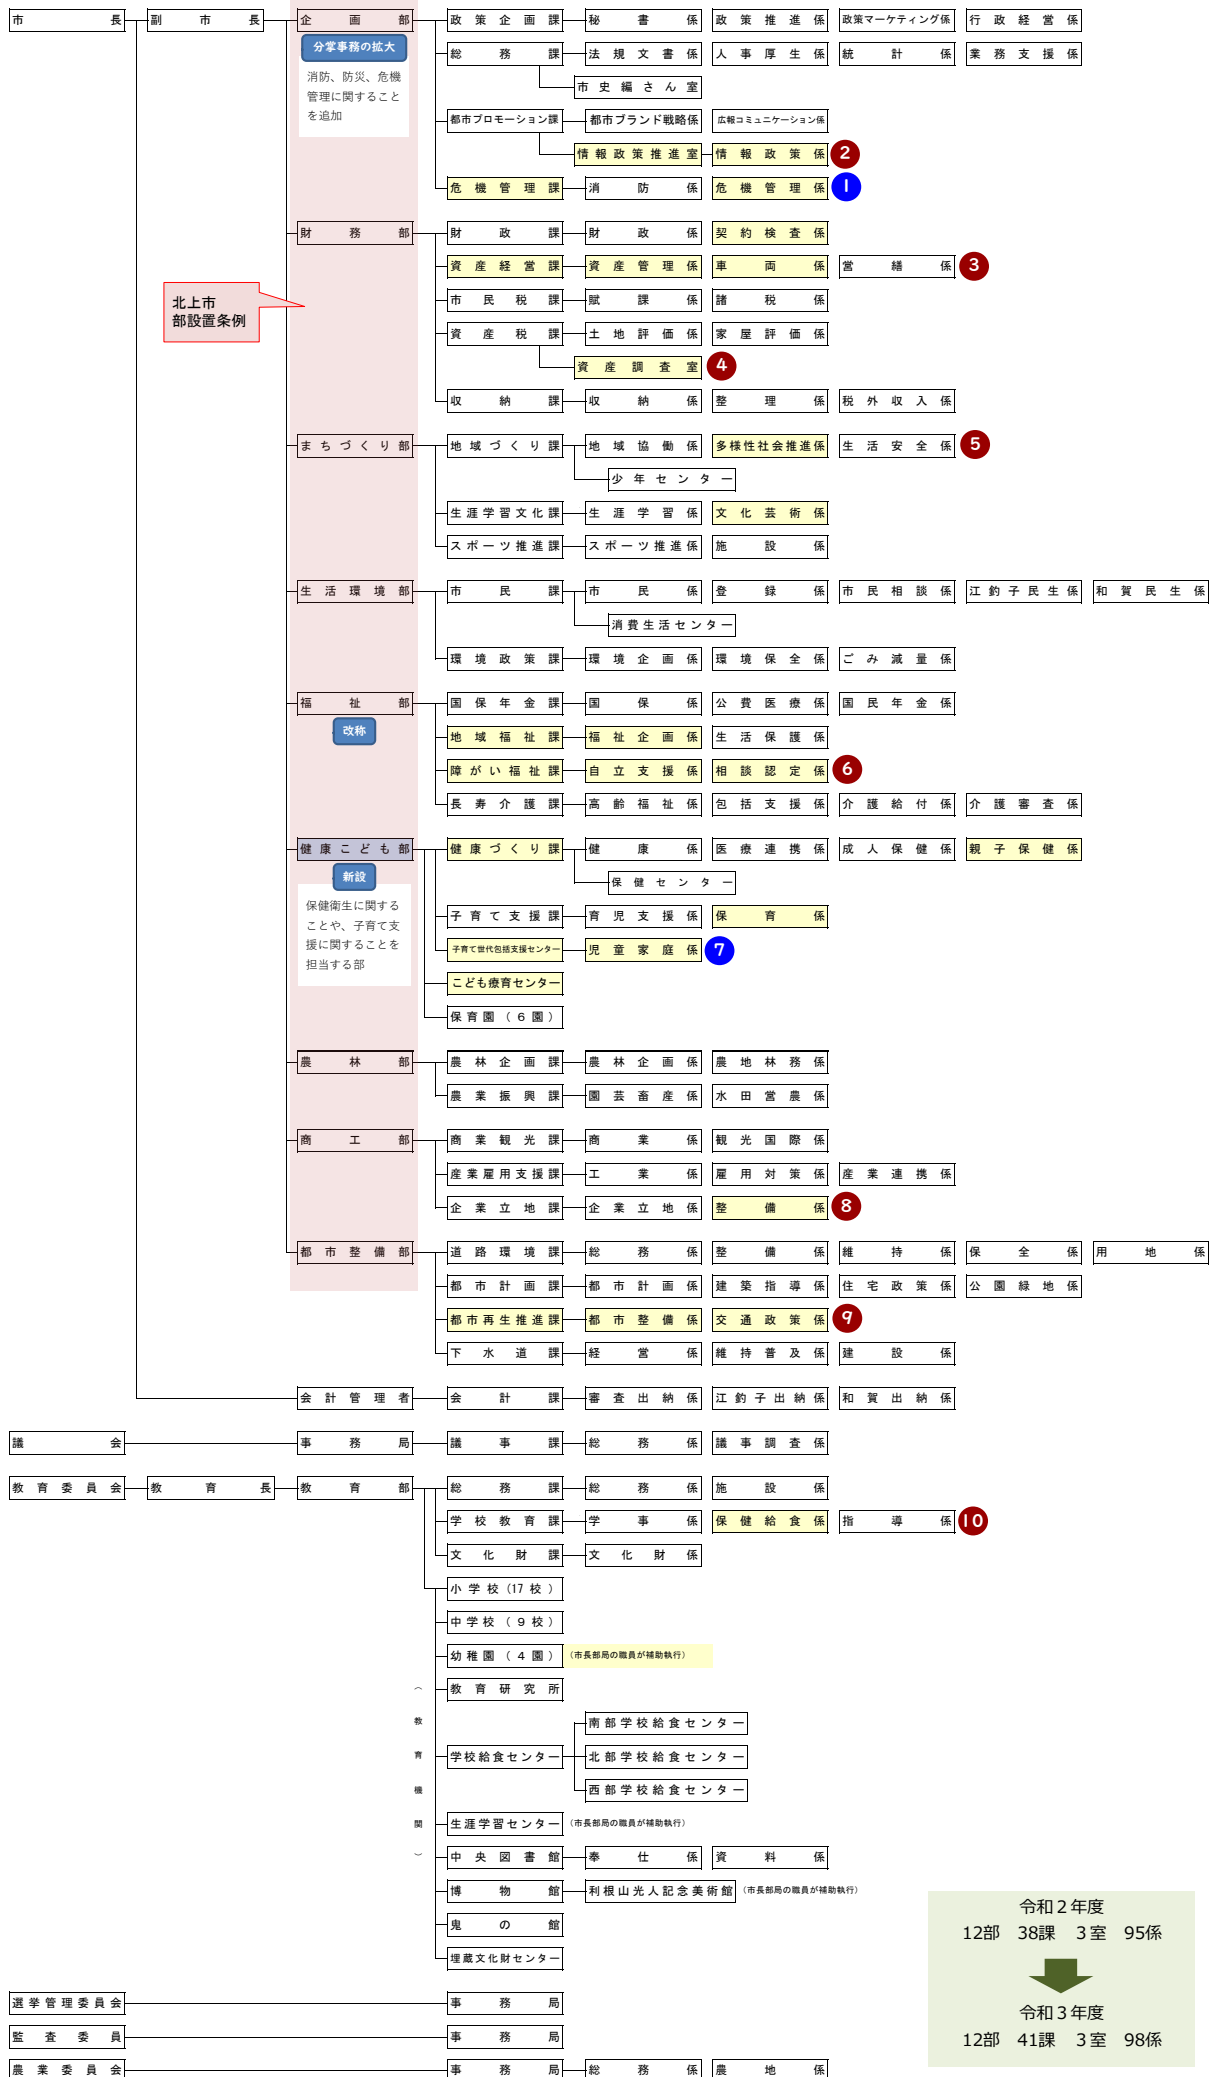 市長 副市長 企画部 政策企画課 秘書係 政策推進係 政策マーケティング係 行政経営係
分掌事務の拡大
消防、防災、危機
管理に関すること
を追加
総務課 法規文書係 人事厚生係 統計係 業務支援係
市史編さん室
都市プロモーション課 都市ブランド戦略係 広報コミュニケーション係
情報政策推進室 情報政策係 2
危機管理課 消防係 危機管理係 1
財務部 財政課 財政係 契約検査係
資産経営課 資産管理係 車両係 営繕係 3
北上市
部設置条例
市民税課 賦課係 諸税係
資産税課 土地評価係 家屋評価係
資産調査室 4
収納課 収納係 整理係 税外収入係
まちづくり部 地域づくり課 地域協働係 多様性社会推進係 生活安全係 5
少年センター
生涯学習文化課 生涯学習係 文化芸術係
スポーツ推進課 スポーツ推進係 施設係
生活環境部 市民課 市民係 登録係 市民相談係 江釣子民生係 和賀民生係
消費生活センター
環境政策課 環境企画係 環境保全係 ごみ減量係
福祉部 国保年金課 国保係 公費医療係 国民年金係
改称
地域福祉課 福祉企画係 生活保護係
障がい福祉課 自立支援係 相談認定係 6
長寿介護課 高齢福祉係 包括支援係 介護給付係 介護審査係
健康こども部 健康づくり課 健康係 医療連携係 成人保健係 親子保健係
新設
保健衛生に関する
ことや、子育て支
援に関することを
担当する部
保健センター
子育て支援課 育児支援係 保育係
子育て世代包括支援センター 児童家庭係 7
こども療育センター
保育園（６園）
農林部 農林企画課 農林企画係 農地林務係
農業振興課 園芸畜産係 水田営農係
商工部 商業観光課 商業係 観光国際係
産業雇用支援課 工業係 雇用対策係 産業連携係
企業立地課 企業立地係 整備係 8
都市整備部 道路環境課 総務係 整備係 維持係 保全係 用地係
都市計画課 都市計画係 建築指導係 住宅政策係 公園緑地係
都市再生推進課 都市整備係 交通政策係 9
下水道課 経営係 維持普及係 建設係
会計管理者 会計課 審査出納係 江釣子出納係 和賀出納係
議会 事務局 議事課 総務係 議事調査係
教育委員会 教育長 教育部 総務課 総務係 施設係
学校教育課 学事係 保健給食係 指導係 10
文化財課 文化財係
（教育機関）
小学校(17校）
中学校（９校）
幼稚園（４園） （市長部局の職員が補助執行）
教育研究所
学校給食センター 南部学校給食センター
北部学校給食センター
西部学校給食センター
生涯学習センター （市長部局の職員が補助執行）
中央図書館 奉仕係 資料係
博物館 利根山光人記念美術館 （市長部局の職員が補助執行）
鬼の館
埋蔵文化財センター
選挙管理委員会 事務局
監査委員 事務局
農業委員会 事務局 総務係 農地係
令和２年度
12部 38課 ３室 95係
令和３年度
12部 41課 ３室 98係